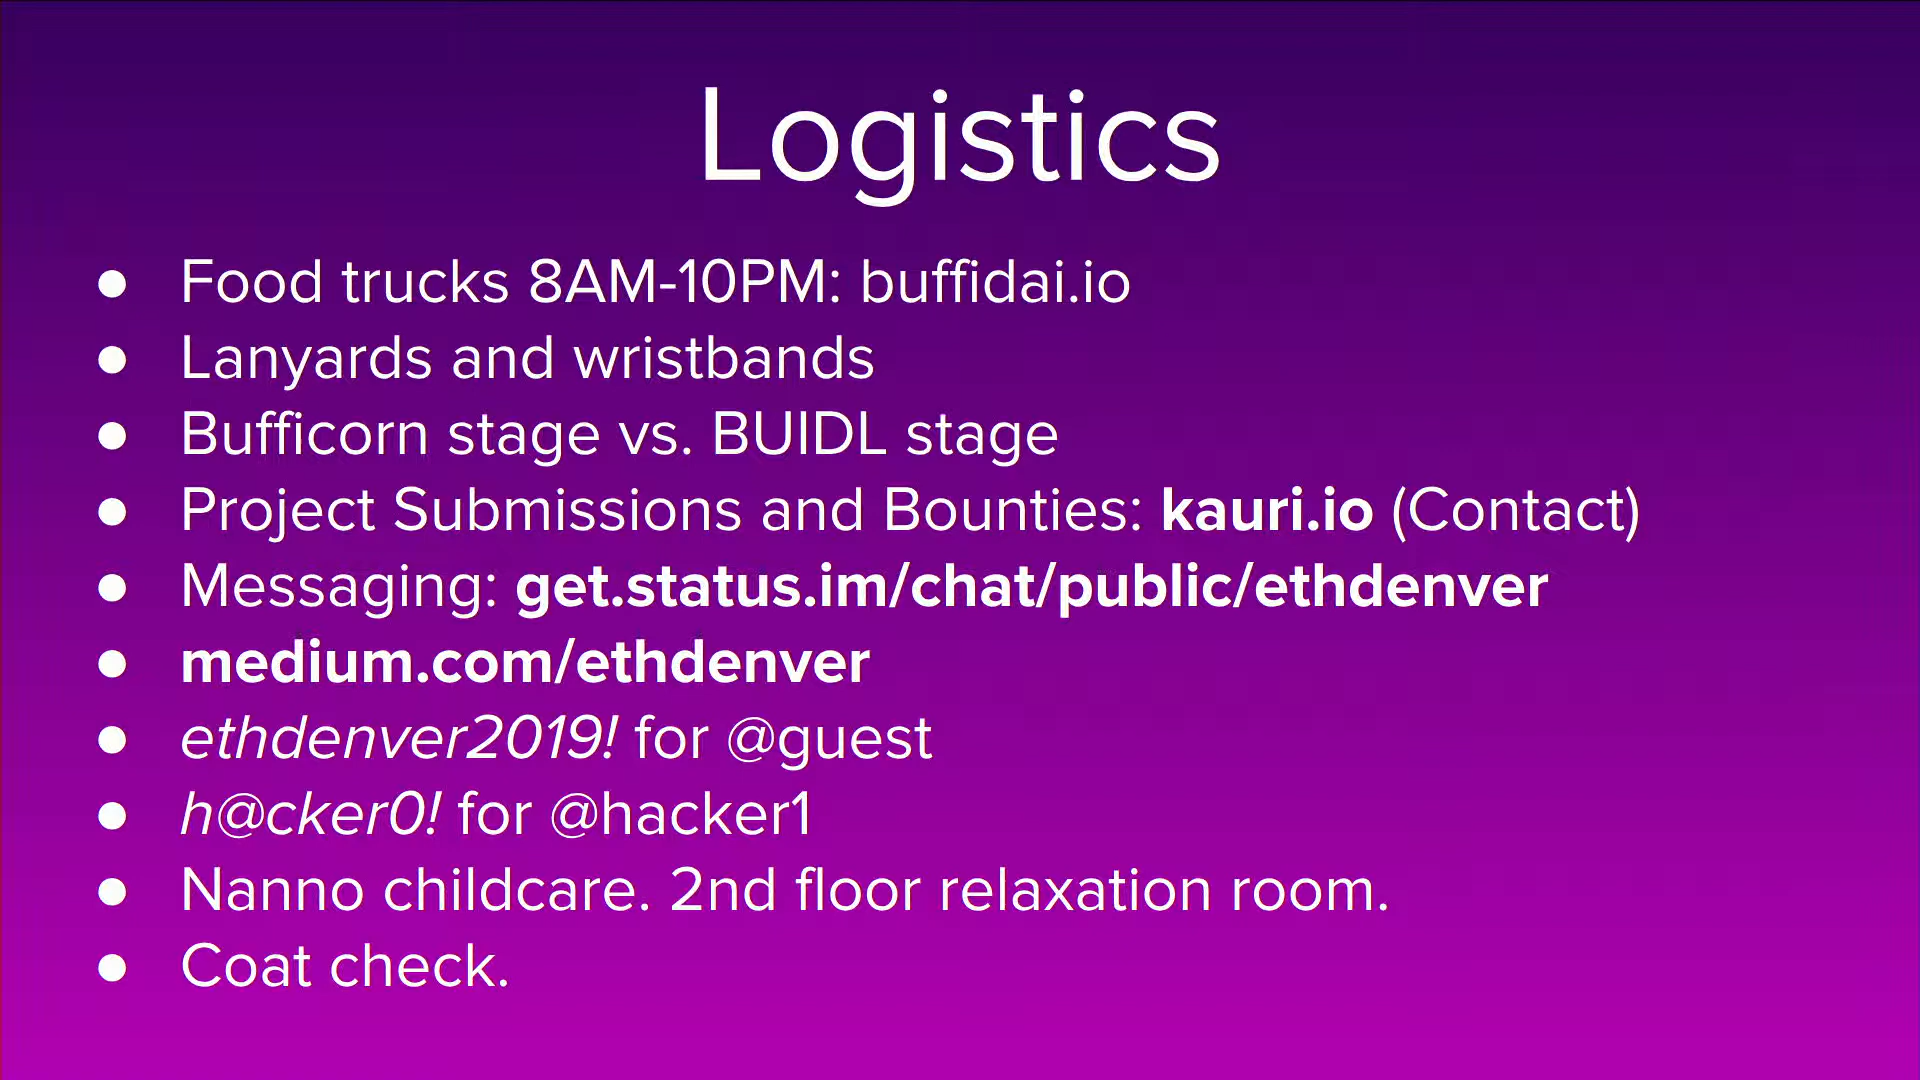 Logistics
● Food trucks 8AM-10PM: buffidai.io
● Lanyards and wristbands
● Bufficorn stage vs. BUIDL stage
● Project Submissions and Bounties: kauri.io (Contact)
● Messaging: get.status.im/chat/public/ethdenver
● medium.com/ethdenver
● ethdenver2019! for @guest
● h@cker0! for @hacker1
● Nanno childcare. 2nd floor relaxation room.
● Coat check.